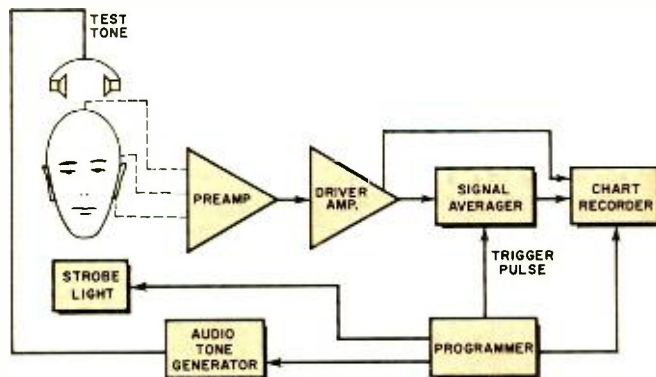 TEST
TONE
PREAMP
DRIVER
AMP.
SIGNAL
AVERAGER
CHART
RECORDER
TRIGGER
PULSE
STROBE
LIGHT
AUDIO
TONE
GENERATOR
PROGRAMMER